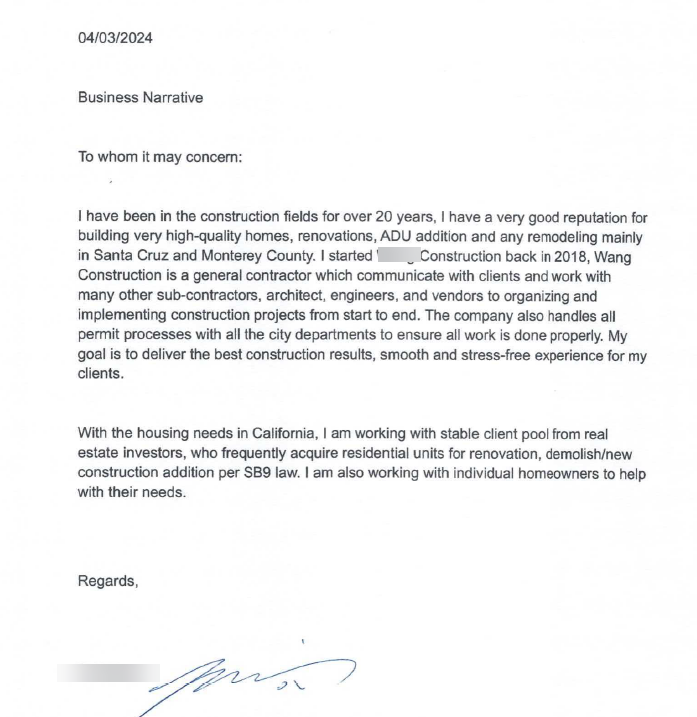 04/03/2024
Business Narrative
To whom it may concern:
I have been in the construction fields for over 20 years, I have a very good reputation for
building very high-quality homes, renovations, ADU addition and any remodeling mainly
in Santa Cruz and Monterey County. I started Construction back in 2018, Wang
Construction is a general contractor which communicate with clients and work with
many other sub-contractors, architect, engineers, and vendors to organizing and
implementing construction projects from start to end. The company also handles all
permit processes with all the city departments to ensure all work is done properly. My
goal is to deliver the best construction results, smooth and stress-free experience for my
clients.
With the housing needs in California, I am working with stable client pool from real
estate investors, who frequently acquire residential units for renovation, demolish/new
construction addition per SB9 law. I am also working with individual homeowners to help
with their needs.
Regards,